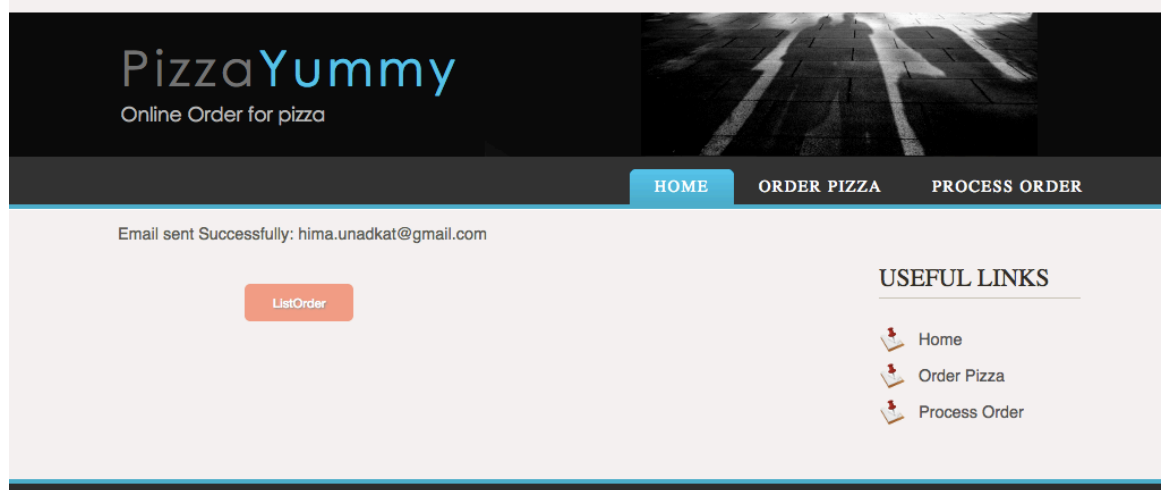 PizzaYummy
Online Order for pizza
HOME ORDER PIZZA PROCESS ORDER
Email sent Successfully: hima.unadkat@gmail.com
ListOrder
USEFUL LINKS
Home
Order Pizza
Process Order